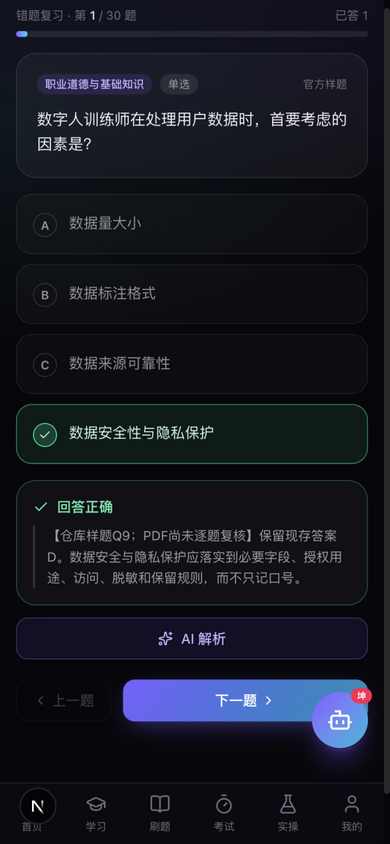 错题复习 · 第 1 / 30 题
已答 1
职业道德与基础知识
单选
官方样题
数字人训练师在处理用户数据时，首要考虑的
因素是?
A 数据量大小
B 数据标注格式
C 数据来源可靠性
数据安全性与隐私保护
回答正确
【仓库样题Q9；PDF尚未逐题复核】保留现存答案
D。数据安全与隐私保护应落实到必要字段、授权用
途、访问、脱敏和保留规则，而不只记口号。
AI 解析
上一题
下一题
坤
N
首页
学习
刷题
考试
实操
我的